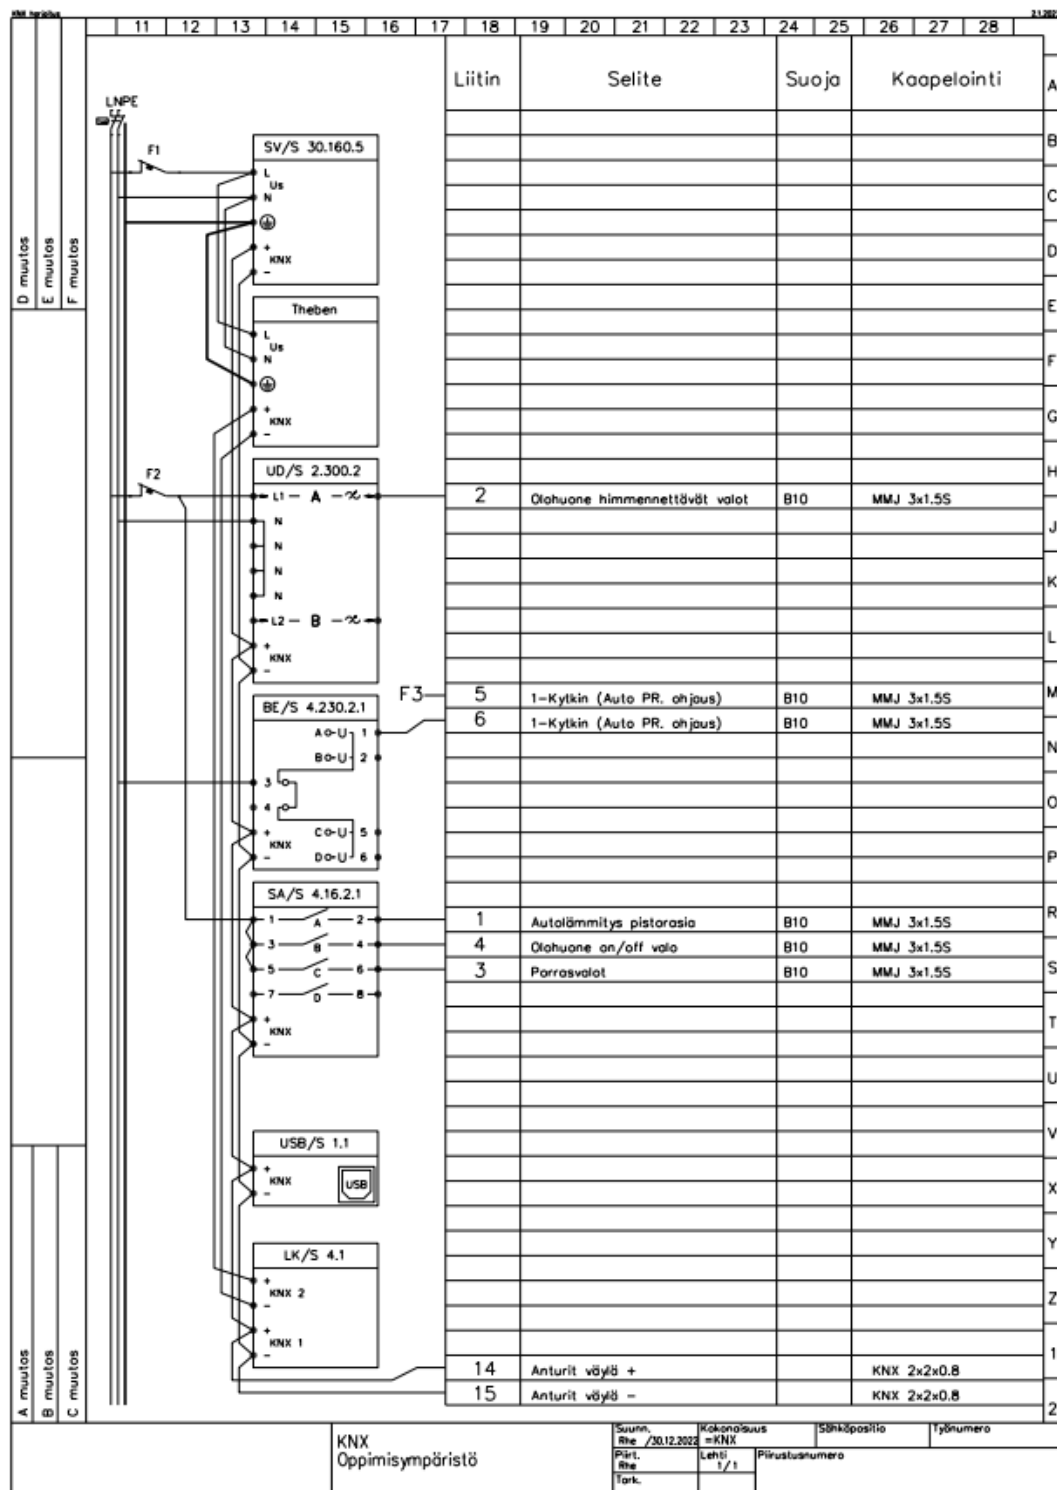 KNX harjoitus
11 12 13 14 15 16 17 18 19 20 21 22 23 24 25 26 27 28
Liitin Selite Suoja Kaapelointi
A
LNPE
B
F1
SV/S 30.160.5
L
Us
N
C
D muutos
E muutos
F muutos
+
KNX
-
D
Theben
E
L
Us
N
F
+
KNX
-
G
H
F2
UD/S 2.300.2
L1 A
2 Olohuone himmennettävät valot B10 MMJ 3x1.5S
N
J
N
N
K
N
L2 B
L
+
KNX
-
M
F3 5 1-Kytkin (Auto PR. ohjaus) B10 MMJ 3x1.5S
BE/S 4.230.2.1
6 1-Kytkin (Auto PR. ohjaus) B10 MMJ 3x1.5S
A U 1
N
B U 2
3
4
O
+
KNX
-
C U 5
D U 6
P
SA/S 4.16.2.1
R
1 A 2
1 Autolämmitys pistorasia B10 MMJ 3x1.5S
3 B 4
4 Olohuone on/off valo B10 MMJ 3x1.5S
5 C 6
3 Porrasvalot B10 MMJ 3x1.5S
S
7 D 8
+
KNX
-
T
U
USB/S 1.1
V
+
KNX
-
USB
X
LK/S 4.1
Y
+
KNX 2
-
Z
+
KNX 1
-
1
14 Anturit väylä + KNX 2x2x0.8
15 Anturit väylä - KNX 2x2x0.8
2
A muutos
B muutos
C muutos
KNX
Oppimisympäristö
Suunn.
Rhe /30.12.2022
Kokonaisuus
=KNX
Sähköpositio
Työnumero
Piirt.
Rhe
Lehti
1/1
Piirustusnumero
Tark.